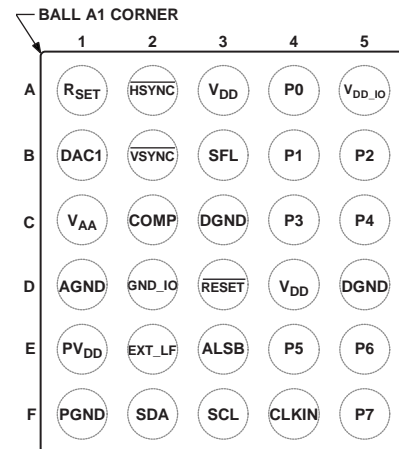 BALL A1 CORNER
1 2 3 4 5
A RSET HSYNC VDD P0 VDD_IO
B DAC1 VSYNC SFL P1 P2
C VAA COMP DGND P3 P4
D AGND GND_IO RESET VDD DGND
E PVDD EXT_LF ALSB P5 P6
F PGND SDA SCL CLKIN P7